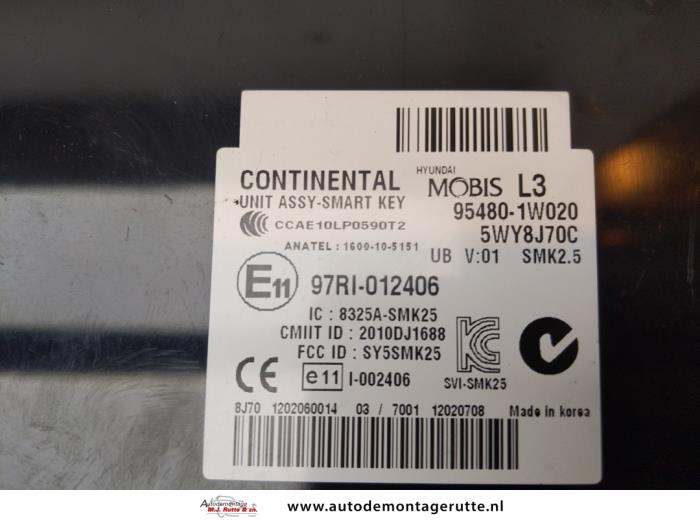 CONTINENTAL
UNIT ASSY-SMART KEY
HYUNDAI
MOBIS L3
95480-1W020
CCC CCAE10LP0590T2
5WY8J70C
ANATEL : 1600-10-5151
UB V:01 SMK2.5
E11 97RI-012406
IC : 8325A-SMK25
CMIIT ID : 2010DJ1688
FCC ID : SY5SMK25
CE e11 I-002406
SVI-SMK25
8J70 1202060014 03 / 7001 12020708 Made in korea
Autodemontage
M.J. Rutte & zn.
www.autodemontagerutte.nl